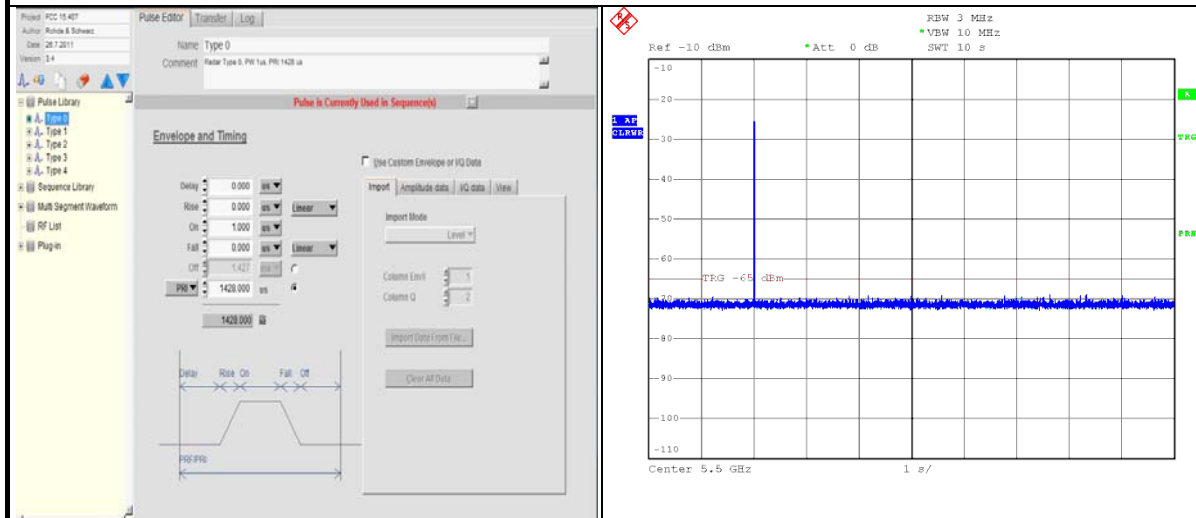 Project FCC 15.407
Author Rohde & Schwarz
Date 26.7.2011
Version 3.4
Pulse Library
Type 0
Type 1
Type 2
Type 3
Type 4
Sequence Library
Multi Segment Waveform
RF List
Plug-in
Pulse Editor Transfer Log
Name Type 0
Comment Radar Type 0, PW 1us, PRI 1428 us
Pulse is Currently Used in Sequence(s)
Envelope and Timing
Delay 0.000 us
Rise 0.000 us Linear
On 1.000 us
Fall 0.000 us Linear
Off 1.427 ms
PRI 1428.000 us
1428.000
Delay Rise On Fall Off
PRF/PRI
Use Custom Envelope or I/Q Data
Import Amplitude data I/Q data View
Import Mode
Level
Column Env/I 1
Column Q 2
Import Data From File...
Clear All Data
R S
RBW 3 MHz
*VBW 10 MHz
Ref -10 dBm *Att 0 dB SWT 10 s
-10
A
-20
1 AP
CLRWR
-30
TRG
-40
-50
PRN
-60
TRG -65 dBm
-70
-80
-90
-100
-110
Center 5.5 GHz 1 s/